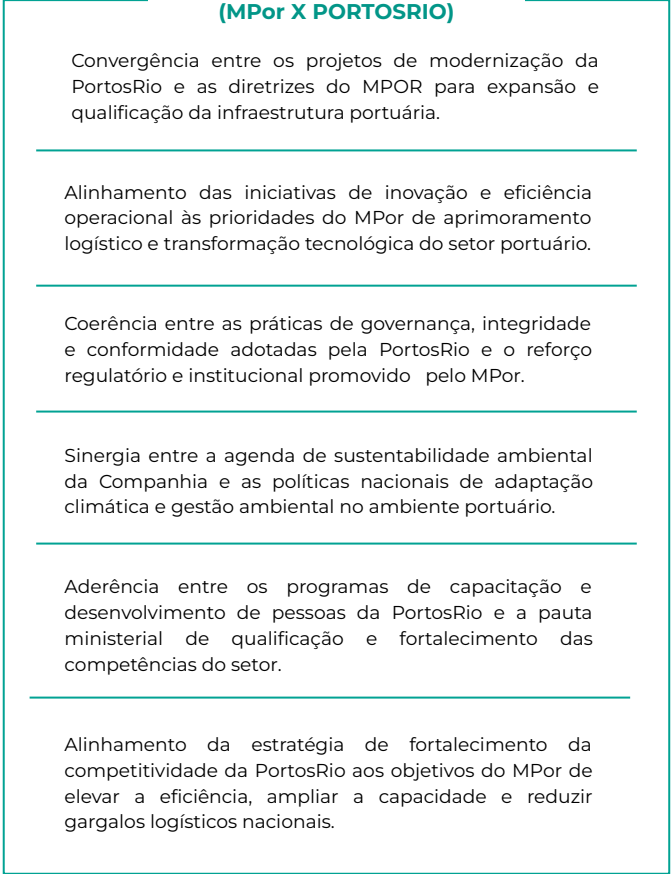 (MPor X PORTOSRIO)
Convergência entre os projetos de modernização da
PortosRio e as diretrizes do MPOR para expansão e
qualificação da infraestrutura portuária.
Alinhamento das iniciativas de inovação e eficiência
operacional às prioridades do MPor de aprimoramento
logístico e transformação tecnológica do setor portuário.
Coerência entre as práticas de governança, integridade
e conformidade adotadas pela PortosRio e o reforço
regulatório e institucional promovido pelo MPor.
Sinergia entre a agenda de sustentabilidade ambiental
da Companhia e as políticas nacionais de adaptação
climática e gestão ambiental no ambiente portuário.
Aderência entre os programas de capacitação e
desenvolvimento de pessoas da PortosRio e a pauta
ministerial de qualificação e fortalecimento das
competências do setor.
Alinhamento da estratégia de fortalecimento da
competitividade da PortosRio aos objetivos do MPor de
elevar a eficiência, ampliar a capacidade e reduzir
gargalos logísticos nacionais.